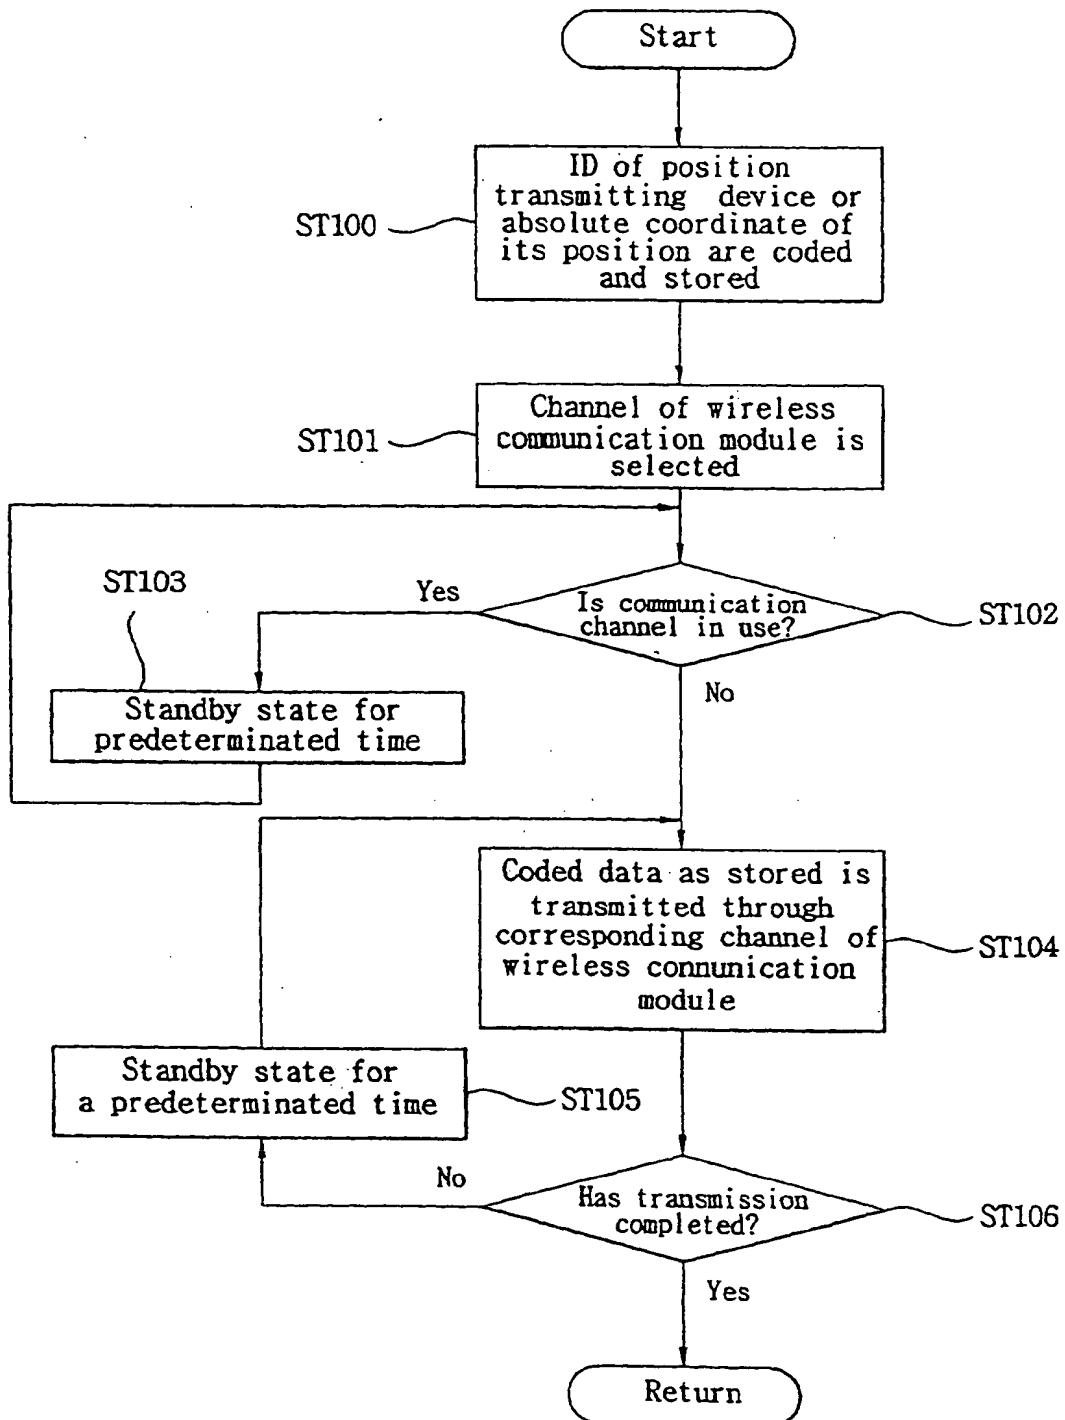 Start
ID of position
transmitting device or
absolute coordinate of
its position are coded
and stored
ST100
Channel of wireless
communication module is
selected
ST101
ST103
Yes
Is communication
channel in use?
ST102
No
Standby state for
predeterminated time
Coded data as stored is
transmitted through
corresponding channel of
wireless connunication
module
ST104
Standby state for
a predeterminated time
ST105
No
Has transmission
completed?
ST106
Yes
Return